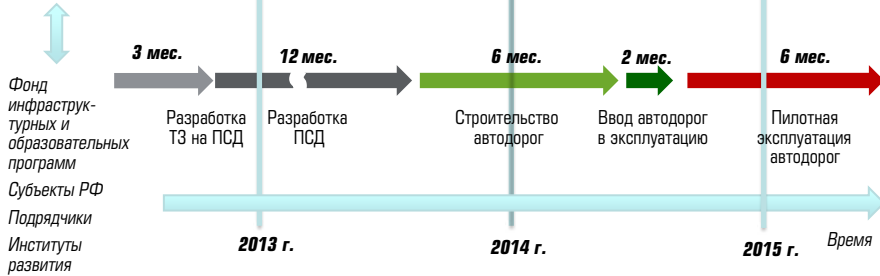 3 мес.
12 мес.
6 мес.
2 мес.
6 мес.
Фонд
инфраструк-
турных и
образовательных
программ
Субъекты РФ
Подрядчики
Институты
развития
Разработка
ТЗ на ПСД
Разработка
ПСД
Строительство
автодорог
Ввод автодорог
в эксплуатацию
Пилотная
эксплуатация
автодорог
2013 г.
2014 г.
2015 г.
Время